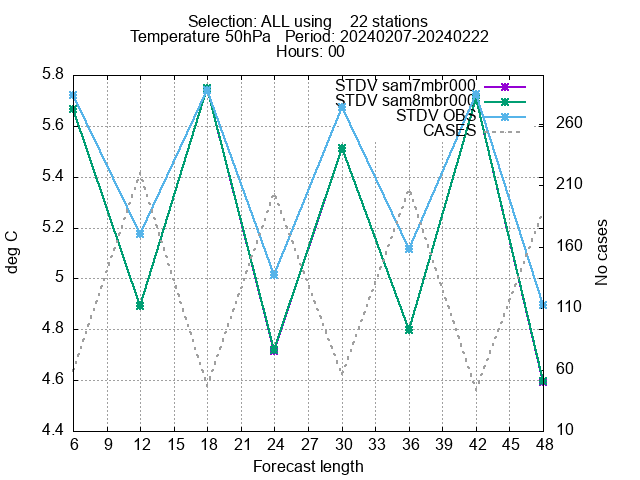 Selection: ALL using    22 stations
Temperature 50hPa   Period: 20240207-20240222
Hours: 00
STDV sam7mbr000
STDV sam8mbr000
STDV OBS
CASES
5.8
5.6
5.4
5.2
5
4.8
4.6
4.4
deg C
260
210
160
110
60
10
No cases
6 9 12 15 18 21 24 27 30 33 36 39 42 45 48
Forecast length